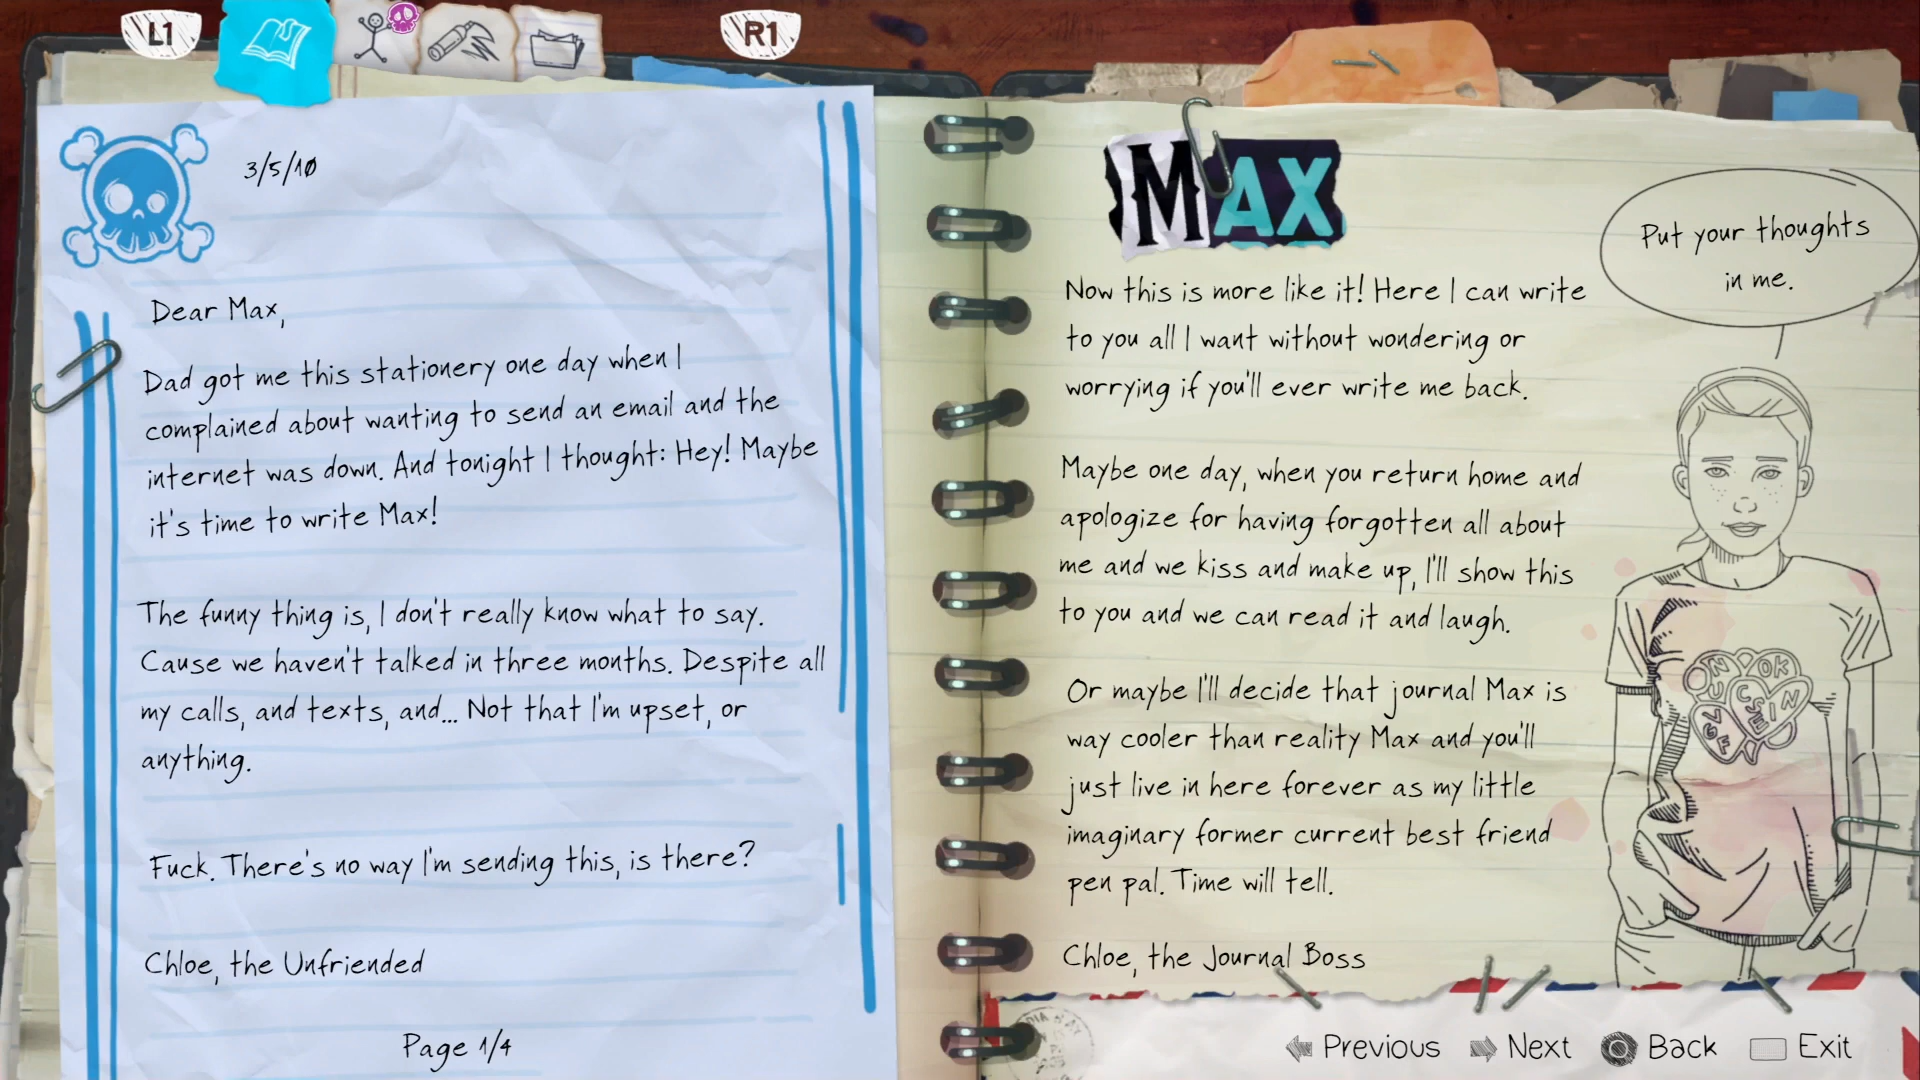 L1
R1
3/5/10
Dear Max,
Dad got me this stationery one day when I
complained about wanting to send an email and the
internet was down. And tonight I thought: Hey! Maybe
it's time to write Max!
The funny thing is, I don't really know what to say.
Cause we haven't talked in three months. Despite all
my calls, and texts, and... Not that I'm upset, or
anything.
Fuck. There's no way I'm sending this, is there?
Chloe, the Unfriended
Page 1/4
MAX
Put your thoughts
in me.
Now this is more like it! Here I can write
to you all I want without wondering or
worrying if you'll ever write me back.
Maybe one day, when you return home and
apologize for having forgotten all about
me and we kiss and make up, I'll show this
to you and we can read it and laugh.
Or maybe I'll decide that journal Max is
way cooler than reality Max and you'll
just live in here forever as my little
imaginary former current best friend
pen pal. Time will tell.
Chloe, the Journal Boss
Previous
Next
Back
Exit